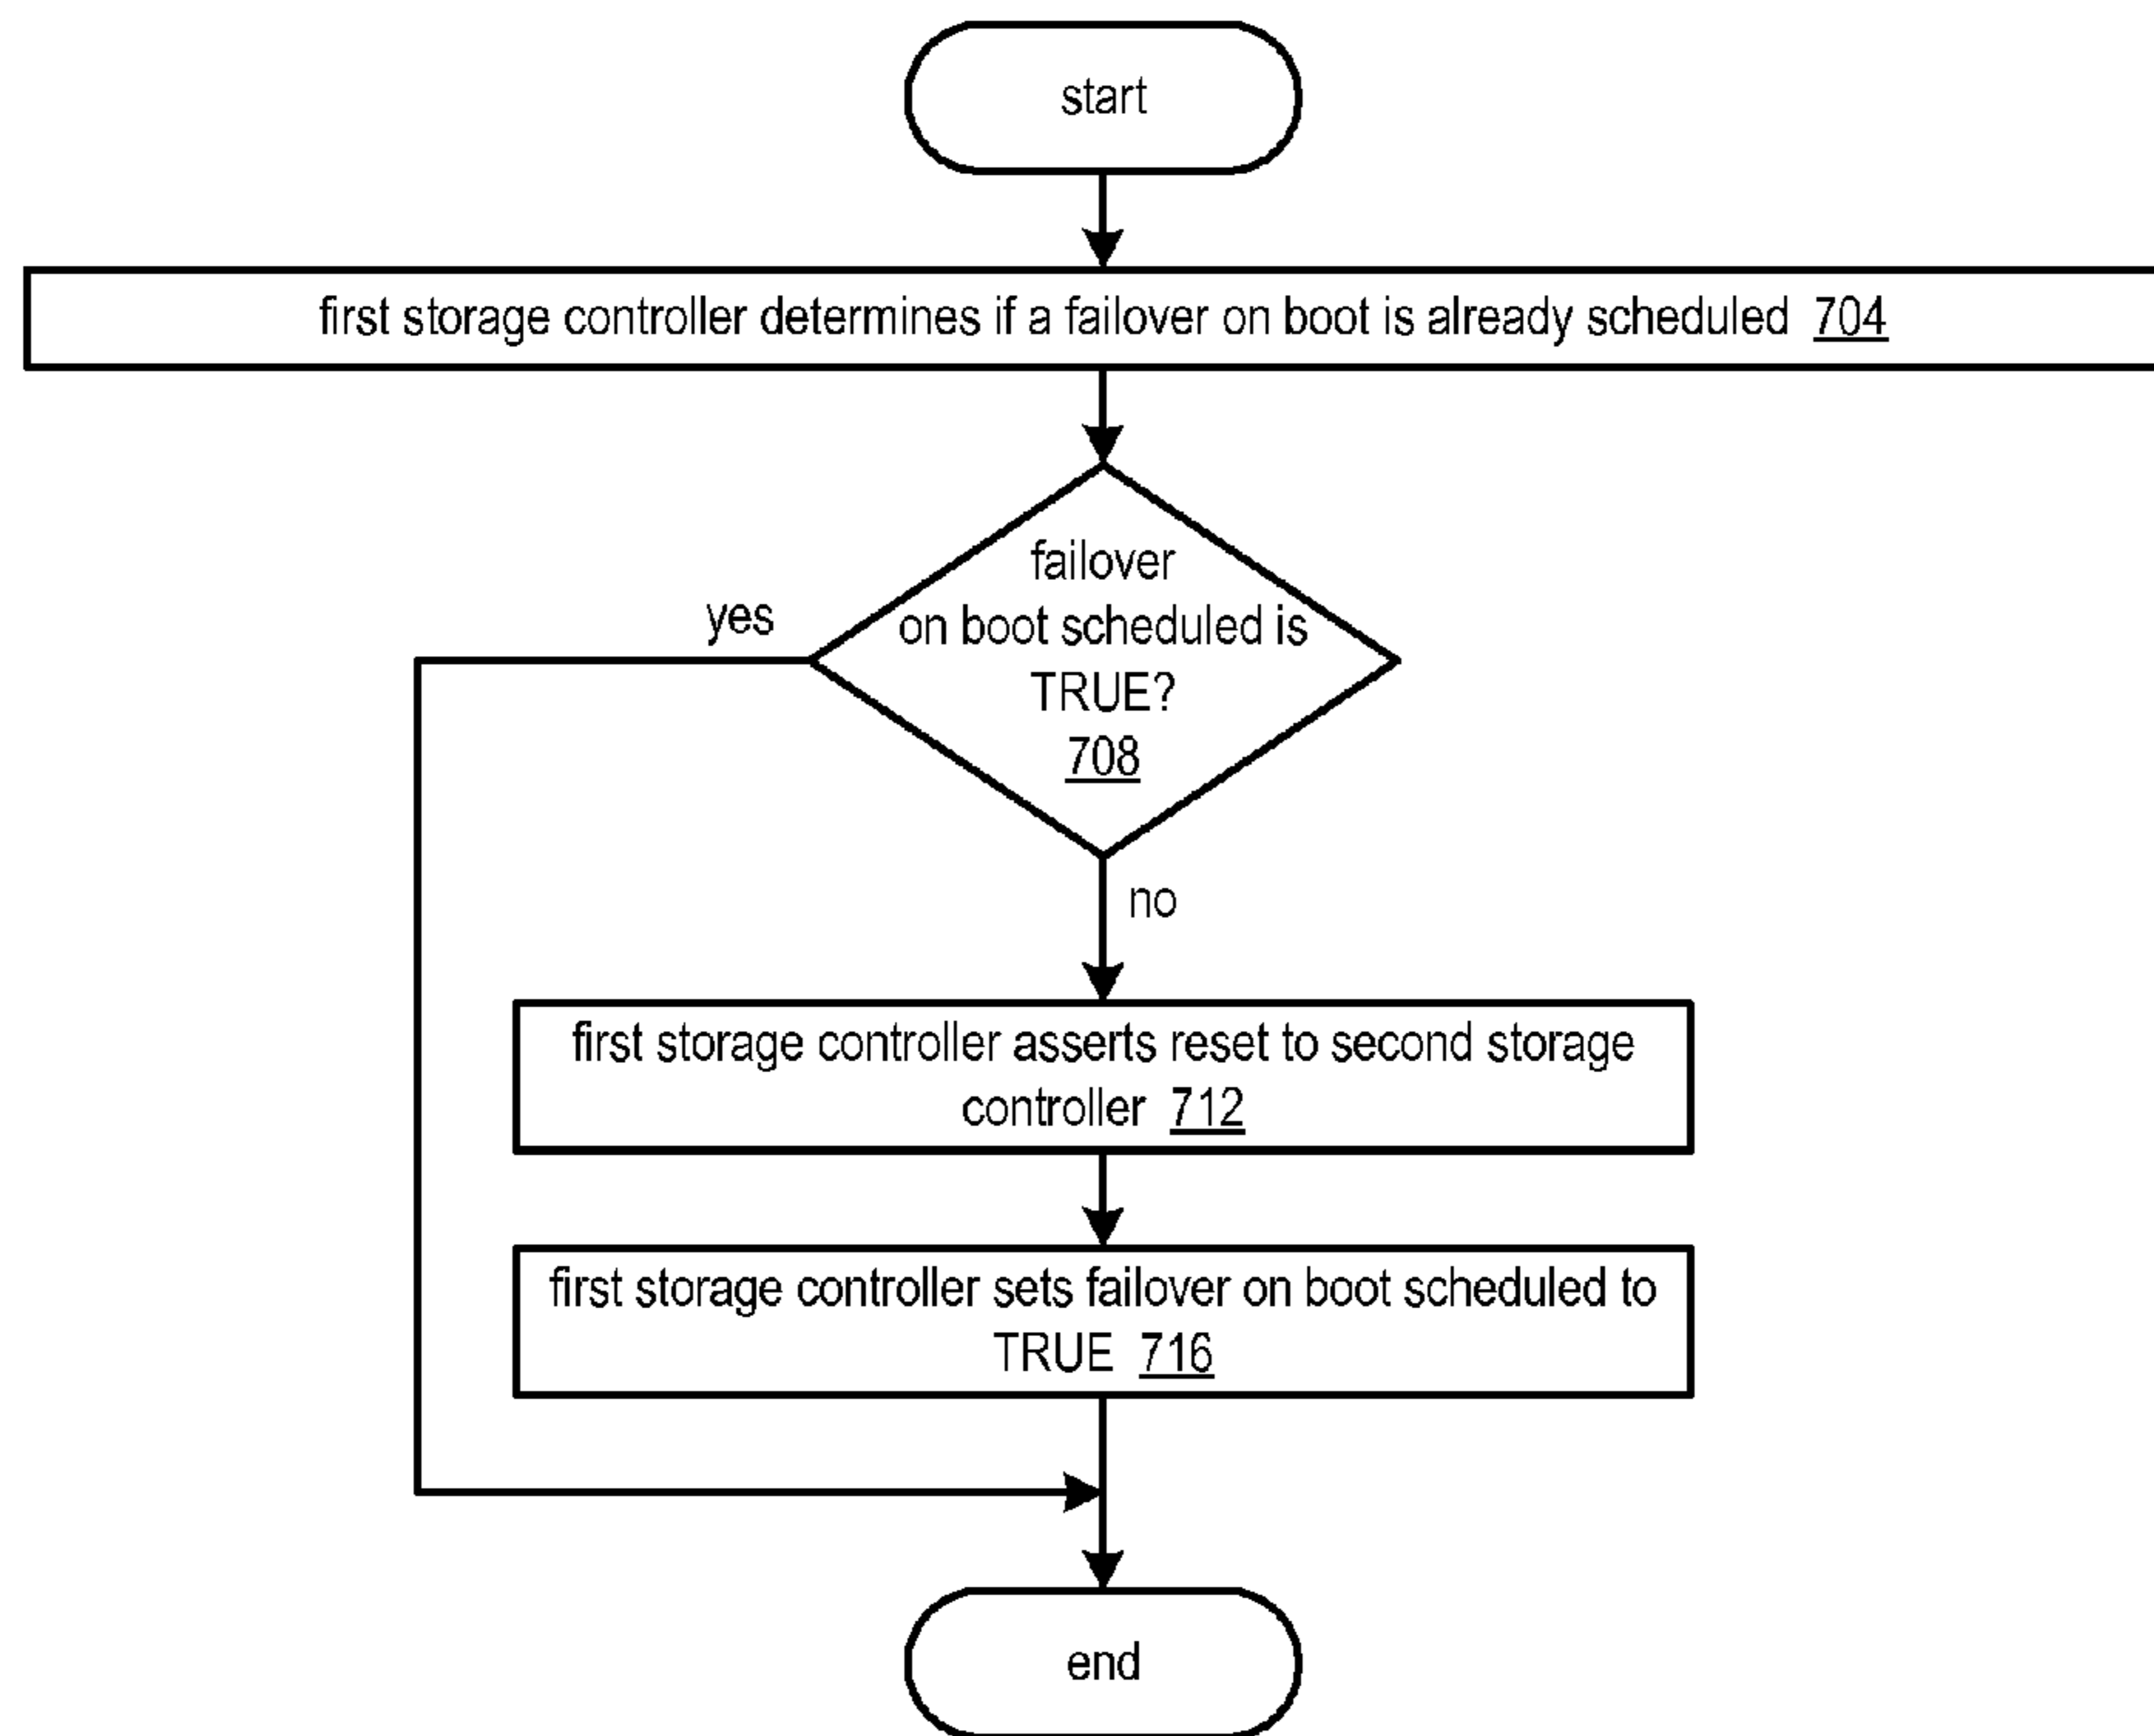 start
first storage controller determines if a failover on boot is already scheduled 704
failover
on boot scheduled is
TRUE?
708
yes
no
first storage controller asserts reset to second storage
controller 712
first storage controller sets failover on boot scheduled to
TRUE 716
end